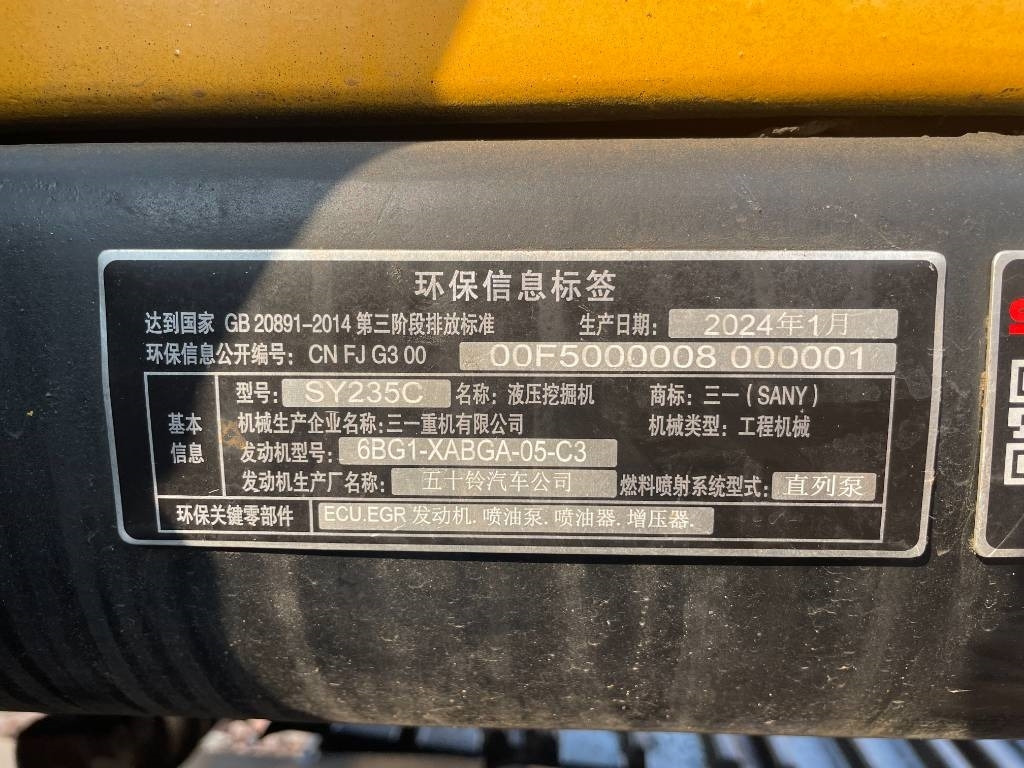 环保信息标签
达到国家 GB 20891-2014 第三阶段排放标准 生产日期: 2024年1月
环保信息公开编号: CN FJ G3 00 00F5000008 000001
型号: SY235C 名称: 液压挖掘机 商标: 三一(SANY)
基本信息
机械生产企业名称:三一重机有限公司 机械类型: 工程机械
发动机型号: 6BG1-XABGA-05-C3
发动机生产厂名称: 五十铃汽车公司 燃料喷射系统型式: 直列泵
环保关键零部件 ECU.EGR 发动机. 喷油泵. 喷油器. 增压器.